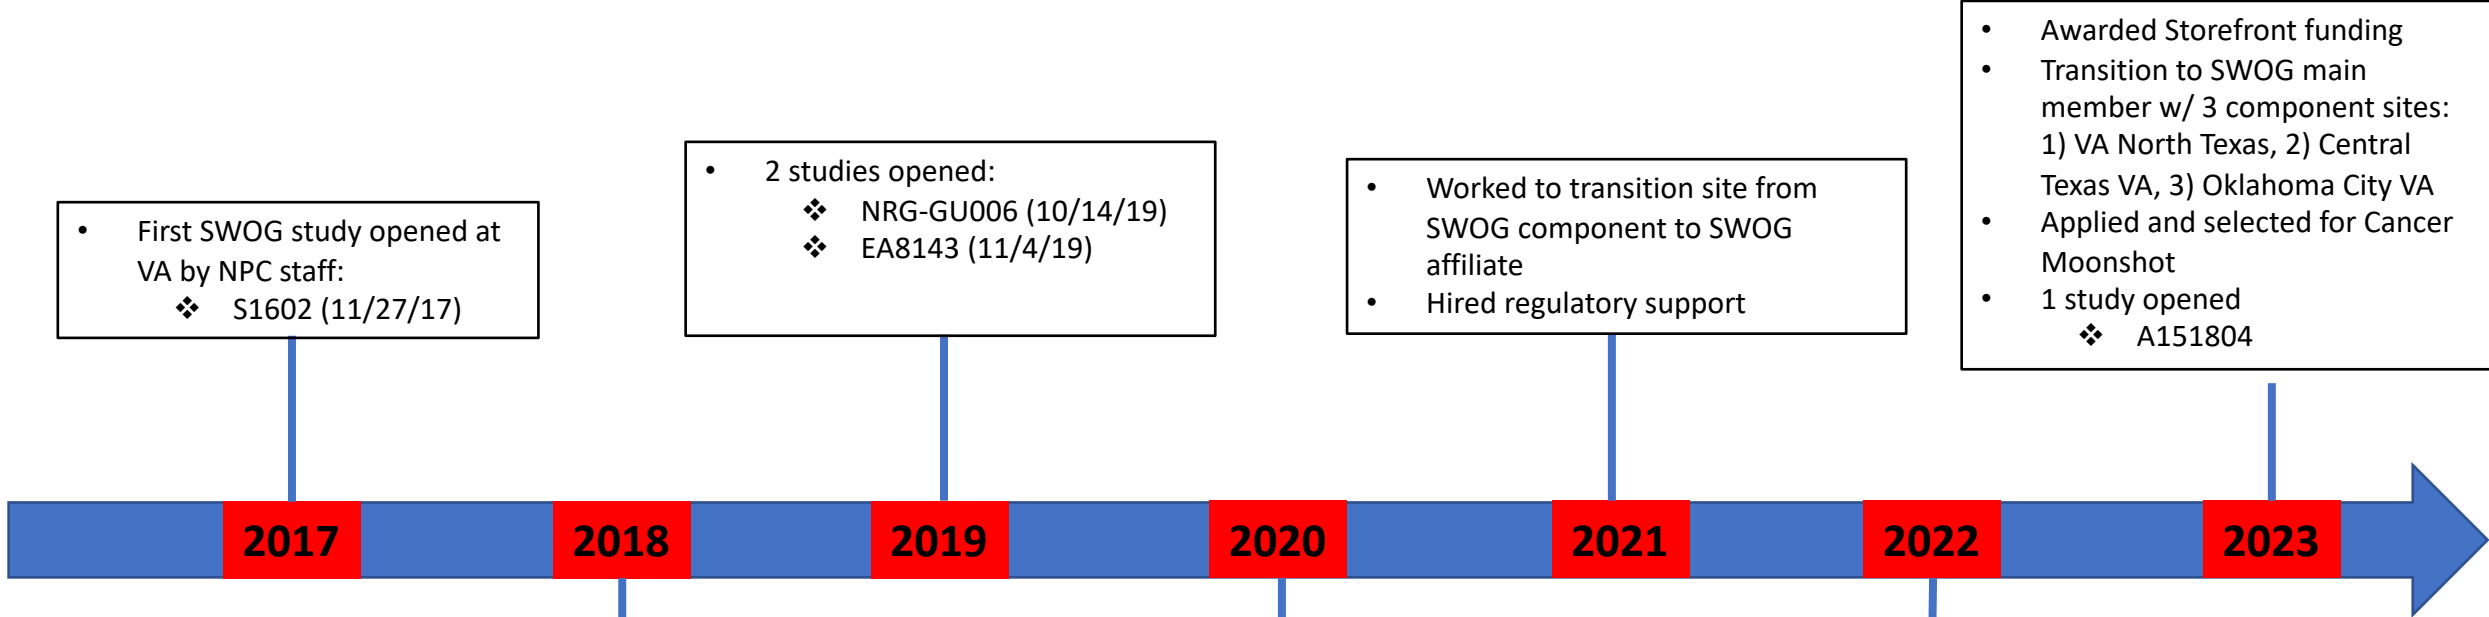 • First SWOG study opened at
VA by NPC staff:
❖ S1602 (11/27/17)
• 2 studies opened:
❖ NRG-GU006 (10/14/19)
❖ EA8143 (11/4/19)
• Worked to transition site from
SWOG component to SWOG
affiliate
• Hired regulatory support
• Awarded Storefront funding
• Transition to SWOG main
member w/ 3 component sites:
1) VA North Texas, 2) Central
Texas VA, 3) Oklahoma City VA
• Applied and selected for Cancer
Moonshot
• 1 study opened
❖ A151804
2017
2018
2019
2020
2021
2022
2023